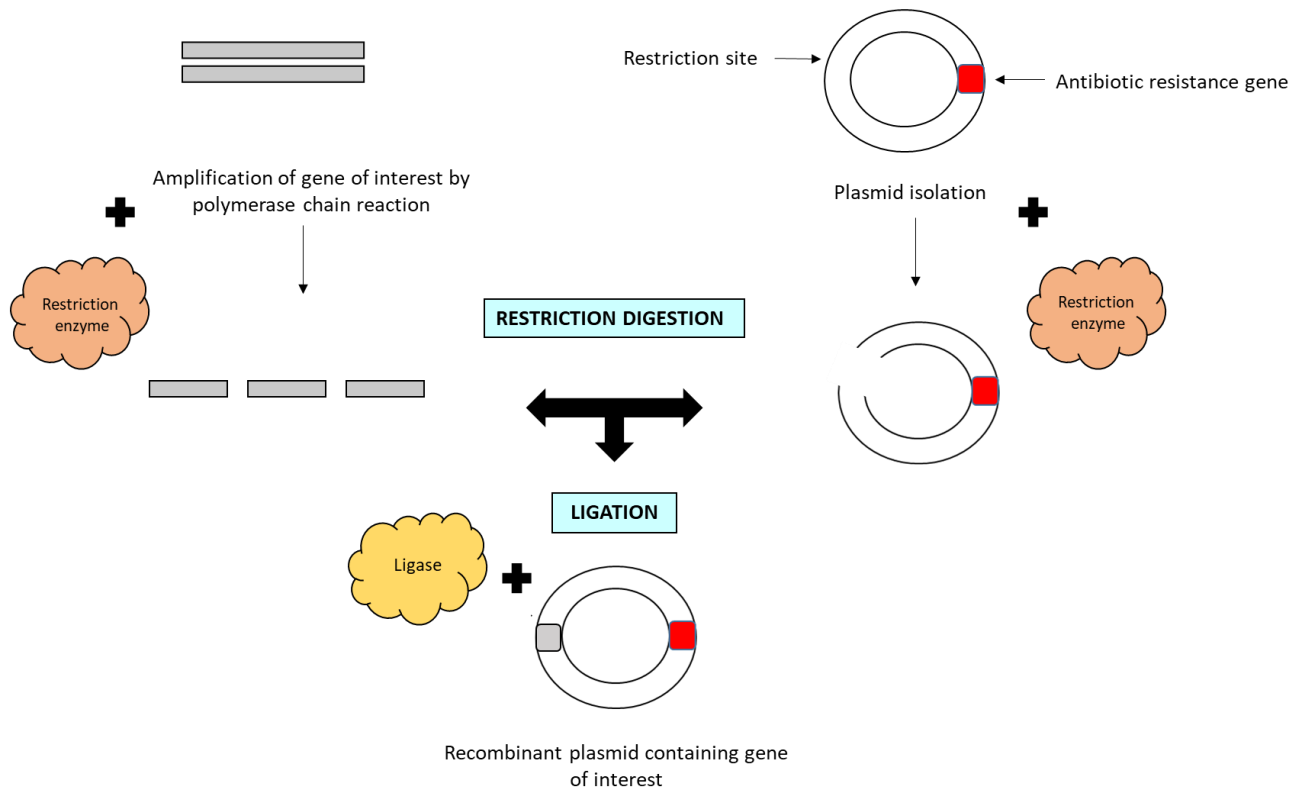 Restriction site
Antibiotic resistance gene
Amplification of gene of interest by
polymerase chain reaction
Plasmid isolation
Restriction
enzyme
RESTRICTION DIGESTION
Restriction
enzyme
LIGATION
Ligase
Recombinant plasmid containing gene
of interest